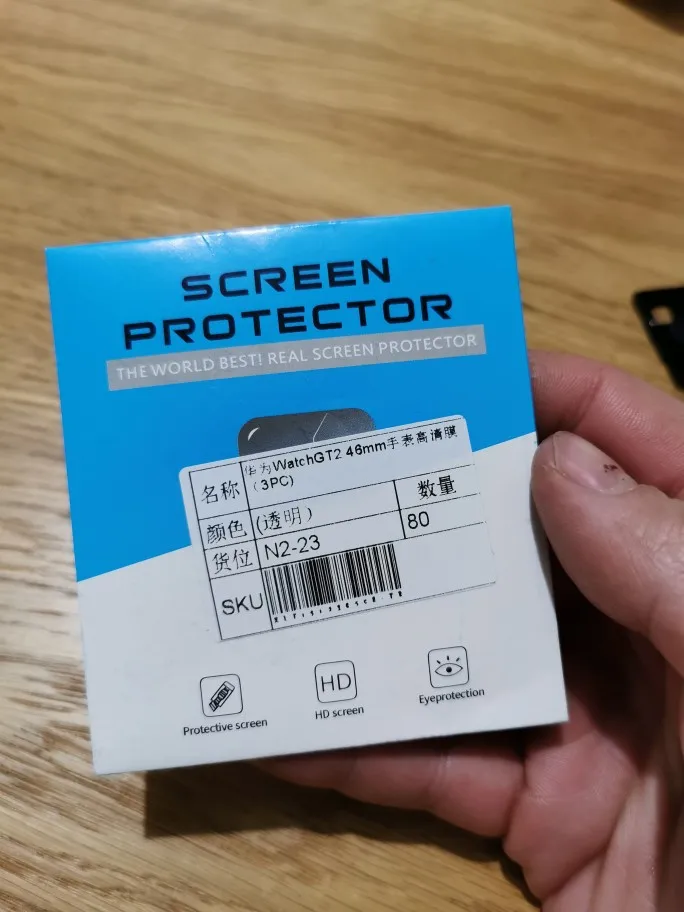 SCREEN
PROTECTOR
THE WORLD BEST! REAL SCREEN PROTECTOR
名称 华为WatchGT2 46mm手表高清膜
(3PC)
数量
颜色 (透明) 80
货位 N2-23
SKU
HD
Protective screen
HD screen
Eyeprotection